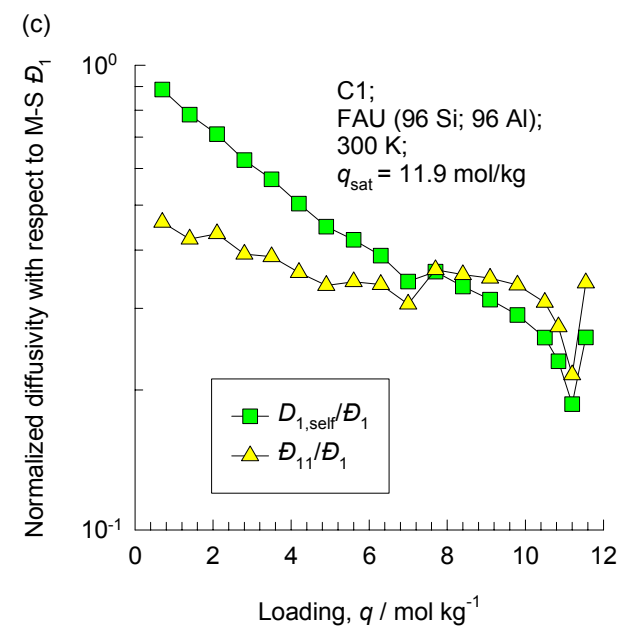 (c)
Normalized diffusivity with respect to M-S Đ₁
10⁰
10⁻¹
C1;
FAU (96 Si; 96 Al);
300 K;
q_sat = 11.9 mol/kg
D₁,self/Đ₁
Đ₁₁/Đ₁
0 2 4 6 8 10 12
Loading, q / mol kg⁻¹